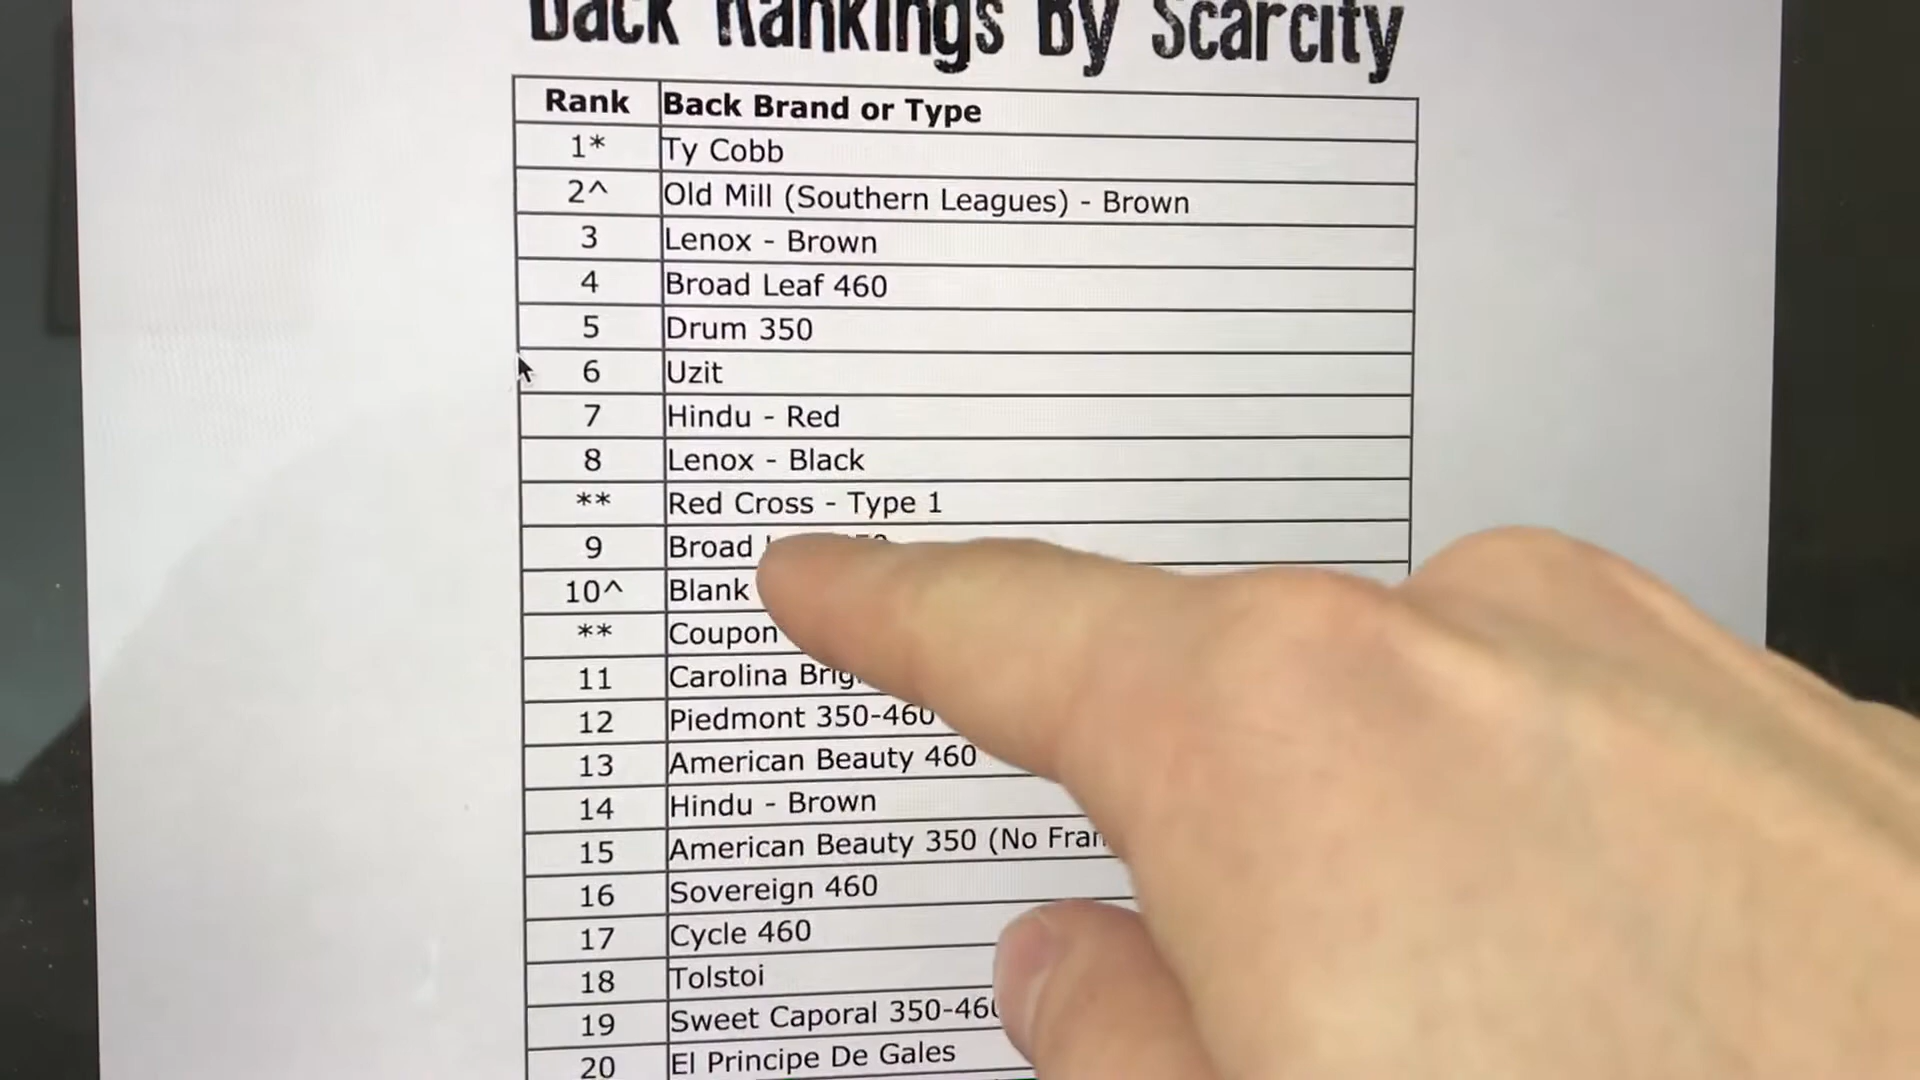 Back Rankings By Scarcity
Rank Back Brand or Type
1* Ty Cobb
2^ Old Mill (Southern Leagues) - Brown
3 Lenox - Brown
4 Broad Leaf 460
5 Drum 350
6 Uzit
7 Hindu - Red
8 Lenox - Black
** Red Cross - Type 1
9 Broad
10^ Blank
** Coupon
11 Carolina
12 Piedmont 350-460
13 American Beauty 460
14 Hindu - Brown
15 American Beauty 350 (No
16 Sovereign 460
17 Cycle 460
18 Tolstoi
19 Sweet Caporal 350-460
20 El Principe De Gales